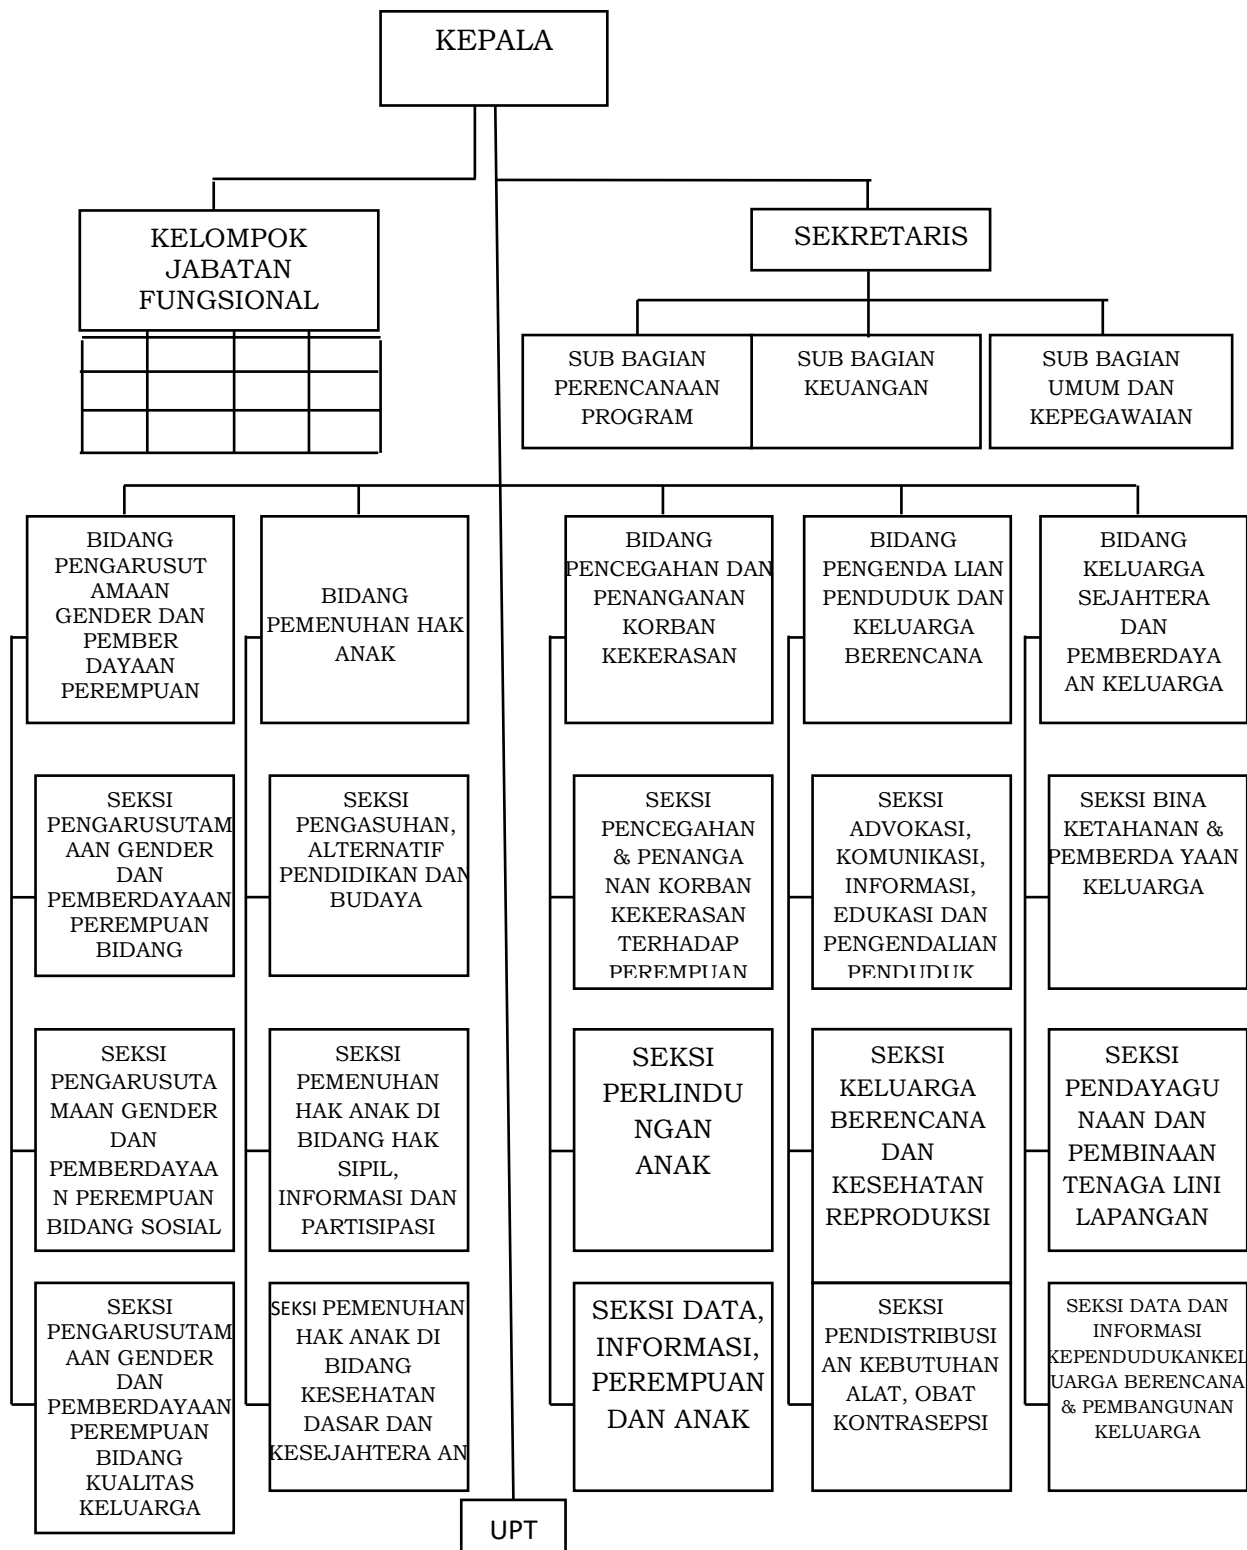 KEPALA
KELOMPOK
JABATAN
FUNGSIONAL
SEKRETARIS
SUB BAGIAN
PERENCANAAN
PROGRAM
SUB BAGIAN
KEUANGAN
SUB BAGIAN
UMUM DAN
KEPEGAWAIAN
BIDANG
PENGARUSUT
AMAAN
GENDER DAN
PEMBER
DAYAAN
PEREMPUAN
BIDANG
PEMENUHAN HAK
ANAK
BIDANG
PENCEGAHAN DAN
PENANGANAN
KORBAN
KEKERASAN
BIDANG
PENGENDA LIAN
PENDUDUK DAN
KELUARGA
BERENCANA
BIDANG
KELUARGA
SEJAHTERA
DAN
PEMBERDAYA
AN KELUARGA
SEKSI
PENGARUSUTAM
AAN GENDER
DAN
PEMBERDAYAAN
PEREMPUAN
BIDANG
SEKSI
PENGASUHAN,
ALTERNATIF
PENDIDIKAN DAN
BUDAYA
SEKSI
PENCEGAHAN
& PENANGA
NAN KORBAN
KEKERASAN
TERHADAP
PEREMPUAN
SEKSI
ADVOKASI,
KOMUNIKASI,
INFORMASI,
EDUKASI DAN
PENGENDALIAN
PENDUDUK
SEKSI BINA
KETAHANAN &
PEMBERDA YAAN
KELUARGA
SEKSI
PENGARUSUTA
MAAN GENDER
DAN
PEMBERDAYAA
N PEREMPUAN
BIDANG SOSIAL
SEKSI
PEMENUHAN
HAK ANAK DI
BIDANG HAK
SIPIL,
INFORMASI DAN
PARTISIPASI
SEKSI
PERLINDU
NGAN
ANAK
SEKSI
KELUARGA
BERENCANA
DAN
KESEHATAN
REPRODUKSI
SEKSI
PENDAYAGU
NAAN DAN
PEMBINAAN
TENAGA LINI
LAPANGAN
SEKSI
PENGARUSUTAM
AAN GENDER
DAN
PEMBERDAYAAN
PEREMPUAN
BIDANG
KUALITAS
KELUARGA
SEKSI PEMENUHAN
HAK ANAK DI
BIDANG
KESEHATAN
DASAR DAN
KESEJAHTERA AN
SEKSI DATA,
INFORMASI,
PEREMPUAN
DAN ANAK
SEKSI
PENDISTRIBUSI
AN KEBUTUHAN
ALAT, OBAT
KONTRASEPSI
SEKSI DATA DAN
INFORMASI
KEPENDUDUKANKEL
UARGA BERENCANA
& PEMBANGUNAN
KELUARGA
UPT